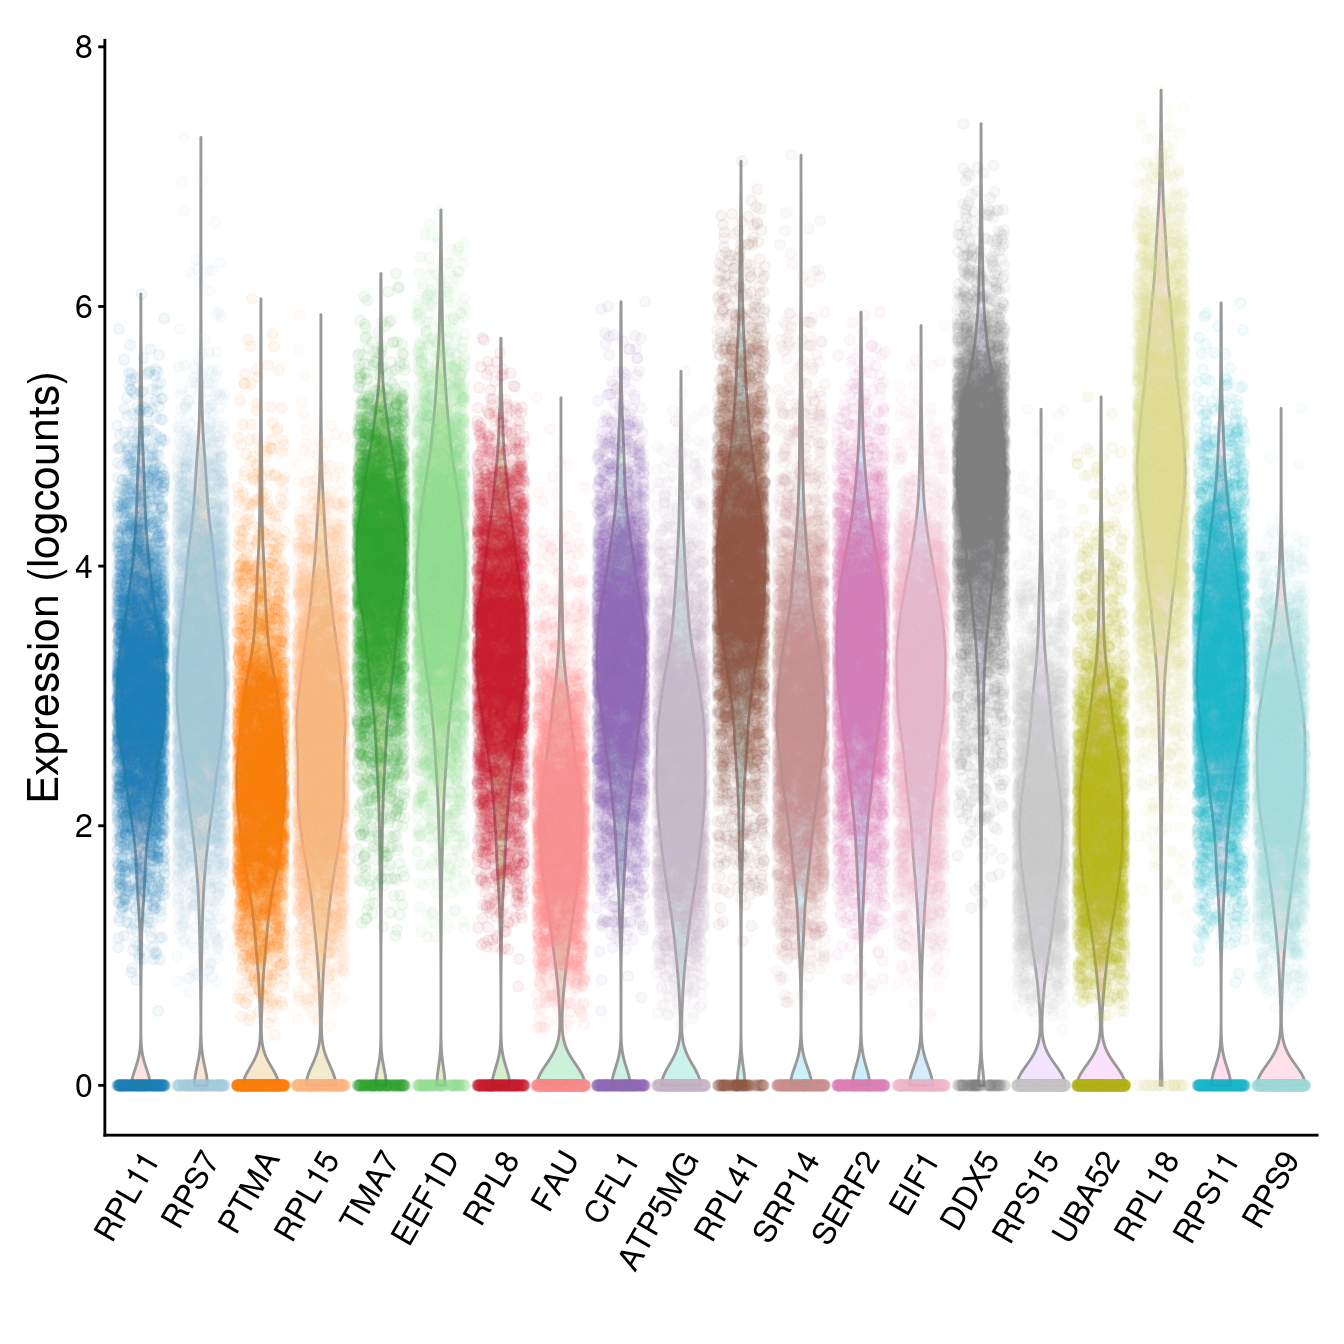 Expression (logcounts)
8
6
4
2
0
RPL11
RPS7
PTMA
RPL15
TMA7
EEF1D
RPL8
FAU
CFL1
ATP5MG
RPL41
SRP14
SERF2
EIF1
DDX5
RPS15
UBA52
RPL18
RPS11
RPS9